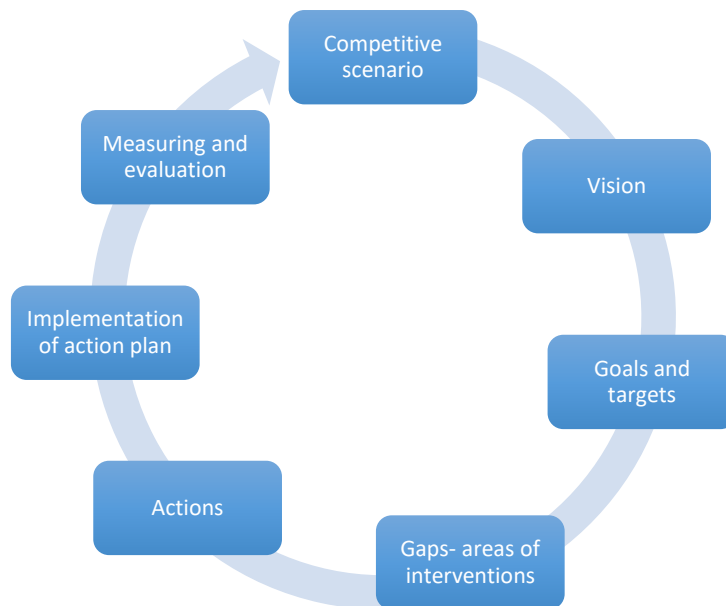 Competitive
scenario
Vision
Goals and
targets
Gaps- areas of
interventions
Actions
Implementation
of action plan
Measuring and
evaluation